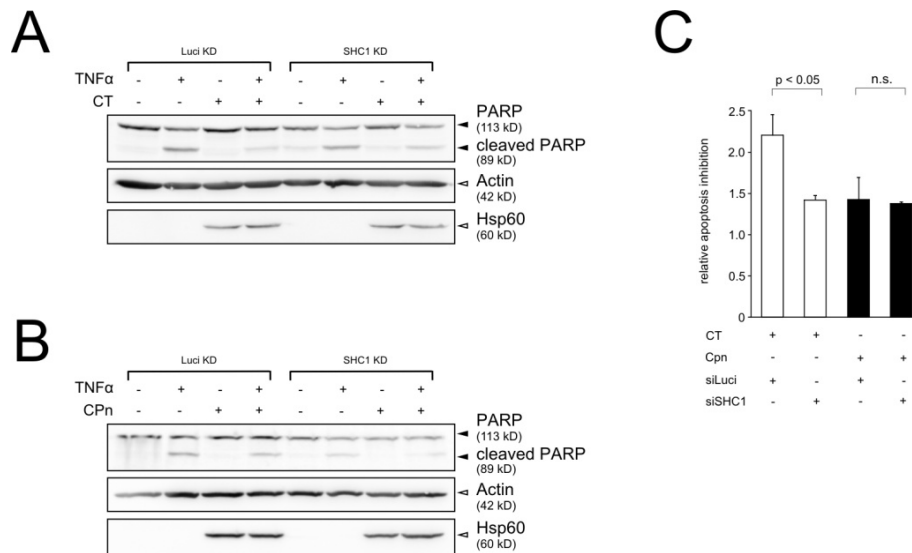 A
Luci KD SHC1 KD
TNFα - + - + - + - +
CT - - + + - - + +
PARP
(113 kD)
cleaved PARP
(89 kD)
Actin
(42 kD)
Hsp60
(60 kD)
B
Luci KD SHC1 KD
TNFα - + - + - + - +
CPn - - + + - - + +
PARP
(113 kD)
cleaved PARP
(89 kD)
Actin
(42 kD)
Hsp60
(60 kD)
C
p < 0.05 n.s.
relative apoptosis inhibition
2.5
2.0
1.5
1.0
0.5
0
CT + + - -
Cpn - - + +
siLuci + - + -
siSHC1 - + - +